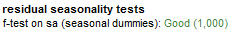 residual seasonality tests
f-test on sa (seasonal dummies): Good (1,000)